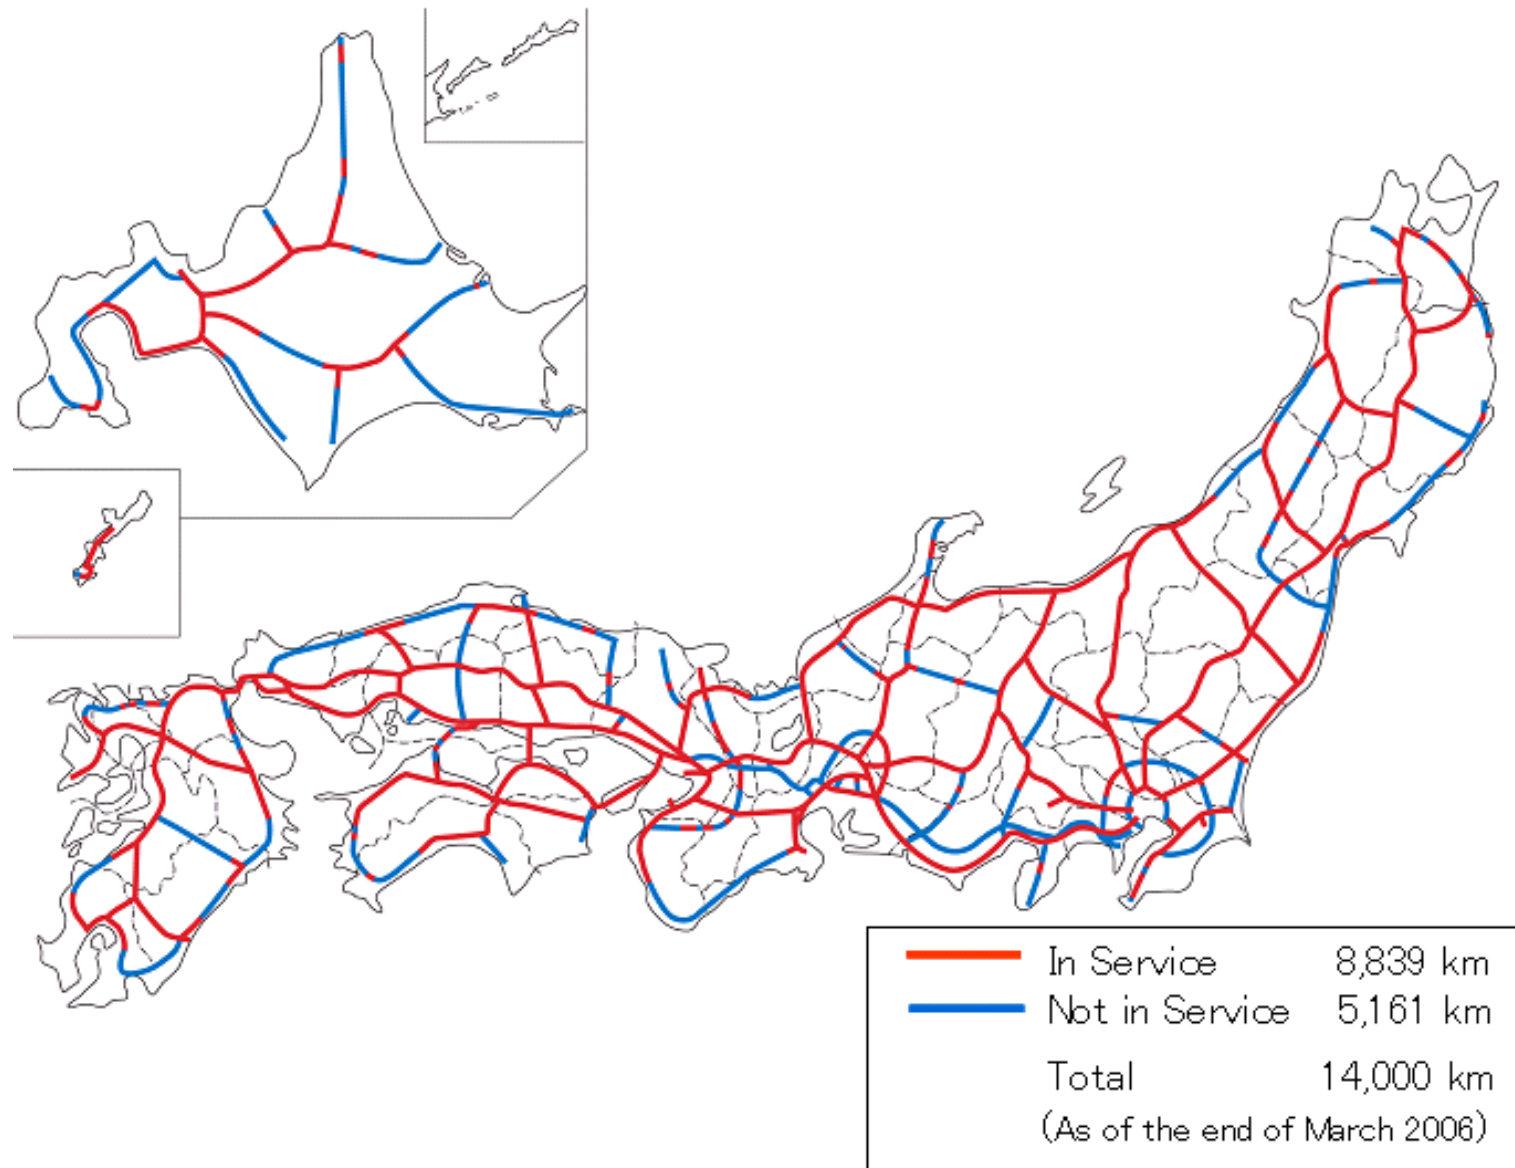 In Service 8,839 km
Not in Service 5,161 km
Total 14,000 km
(As of the end of March 2006)